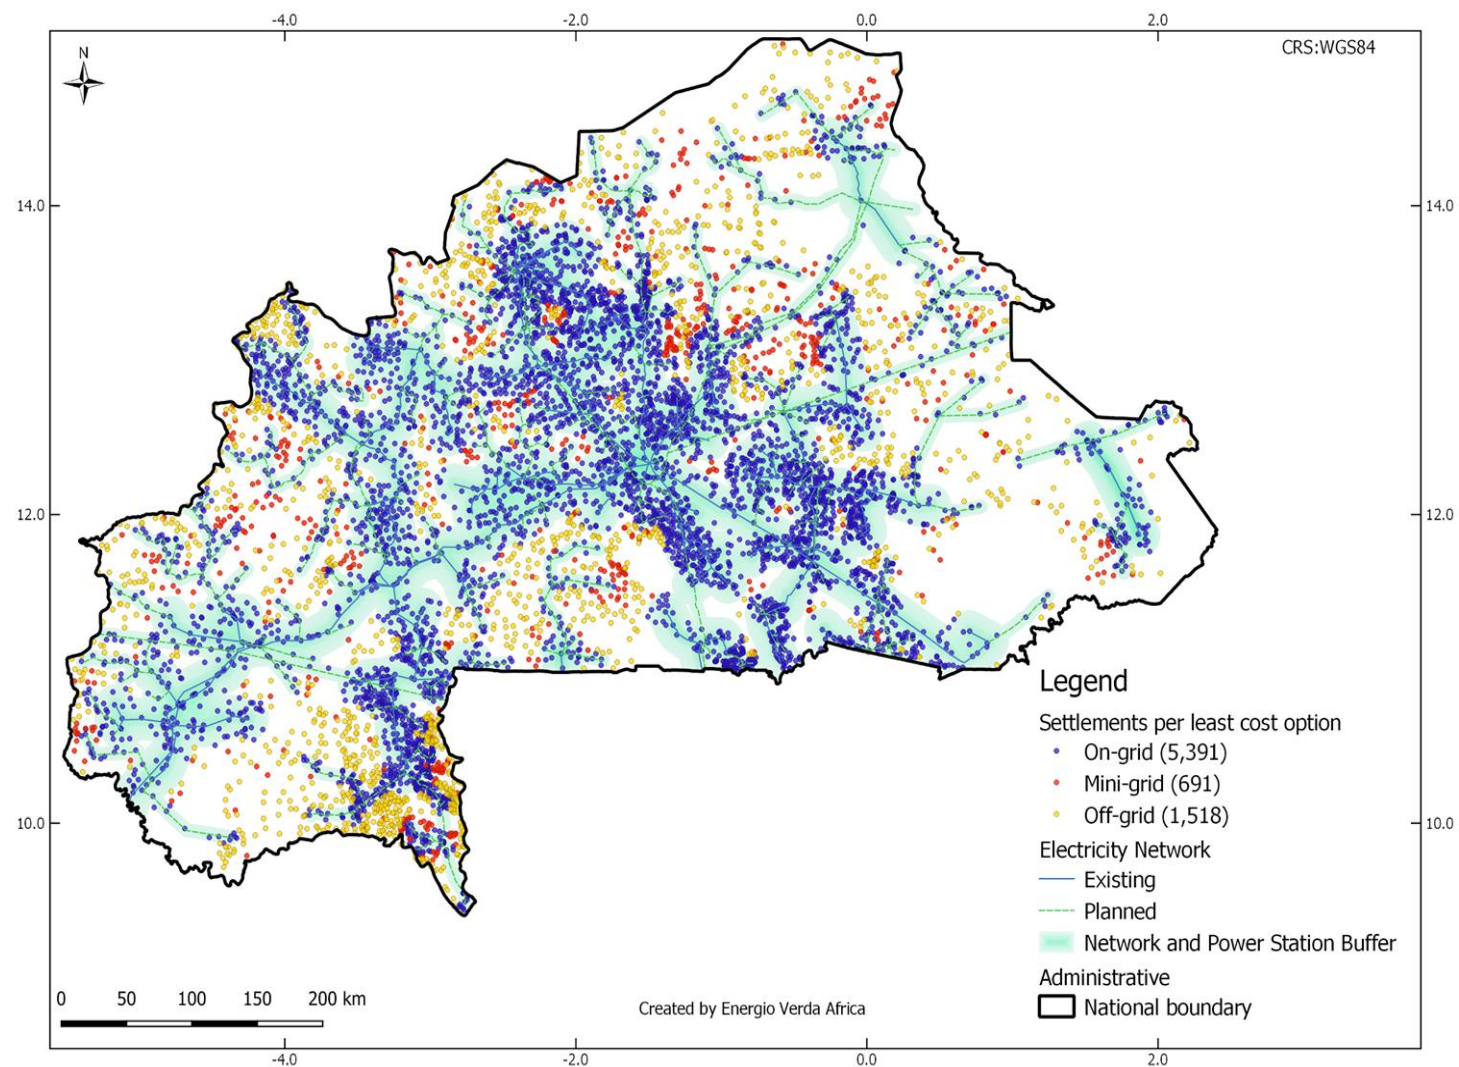 -4.0 -2.0 0.0 2.0
CRS:WGS84
N
14.0 14.0
12.0 12.0
Legend
Settlements per least cost option
On-grid (5,391)
Mini-grid (691)
10.0 Off-grid (1,518) 10.0
Electricity Network
Existing
Planned
Network and Power Station Buffer
Administrative
National boundary
0 50 100 150 200 km
Created by Energio Verda Africa
-4.0 -2.0 0.0 2.0